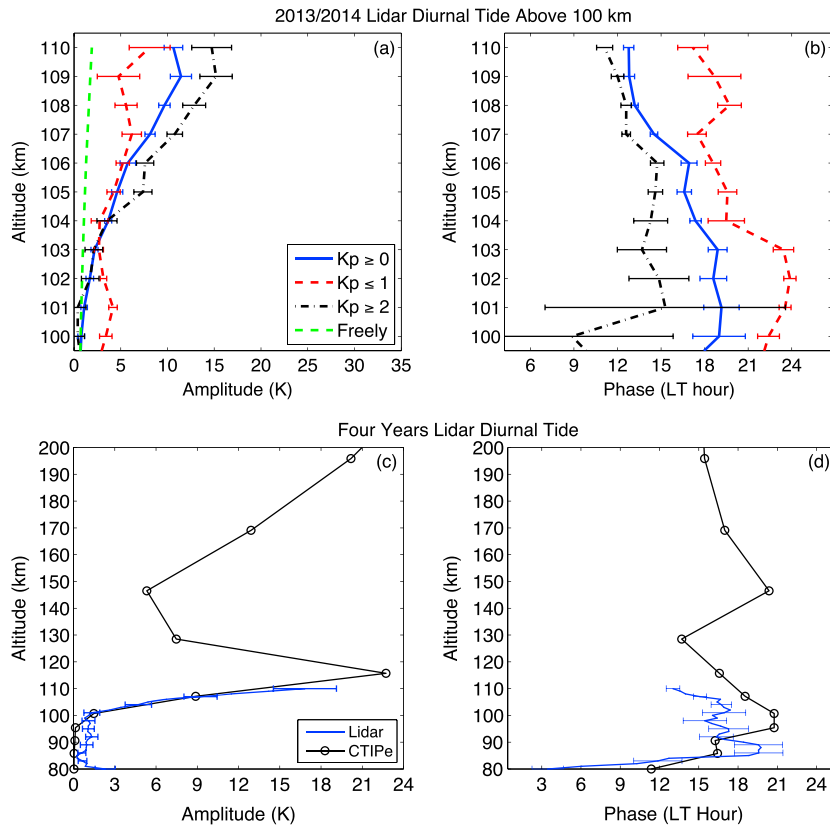 2013/2014 Lidar Diurnal Tide Above 100 km
(a)
Altitude (km)
110
109
108
107
106
105
104
103
102
101
100
Kp ≥ 0
Kp ≤ 1
Kp ≥ 2
Freely
0 5 10 15 20 25 30 35
Amplitude (K)
(b)
Altitude (km)
110
109
108
107
106
105
104
103
102
101
100
6 9 12 15 18 21 24
Phase (LT hour)
Four Years Lidar Diurnal Tide
(c)
Altitude (km)
200
190
180
170
160
150
140
130
120
110
100
90
80
Lidar
CTIPe
0 3 6 9 12 15 18 21 24
Amplitude (K)
(d)
Altitude (km)
200
190
180
170
160
150
140
130
120
110
100
90
80
3 6 9 12 15 18 21 24
Phase (LT Hour)